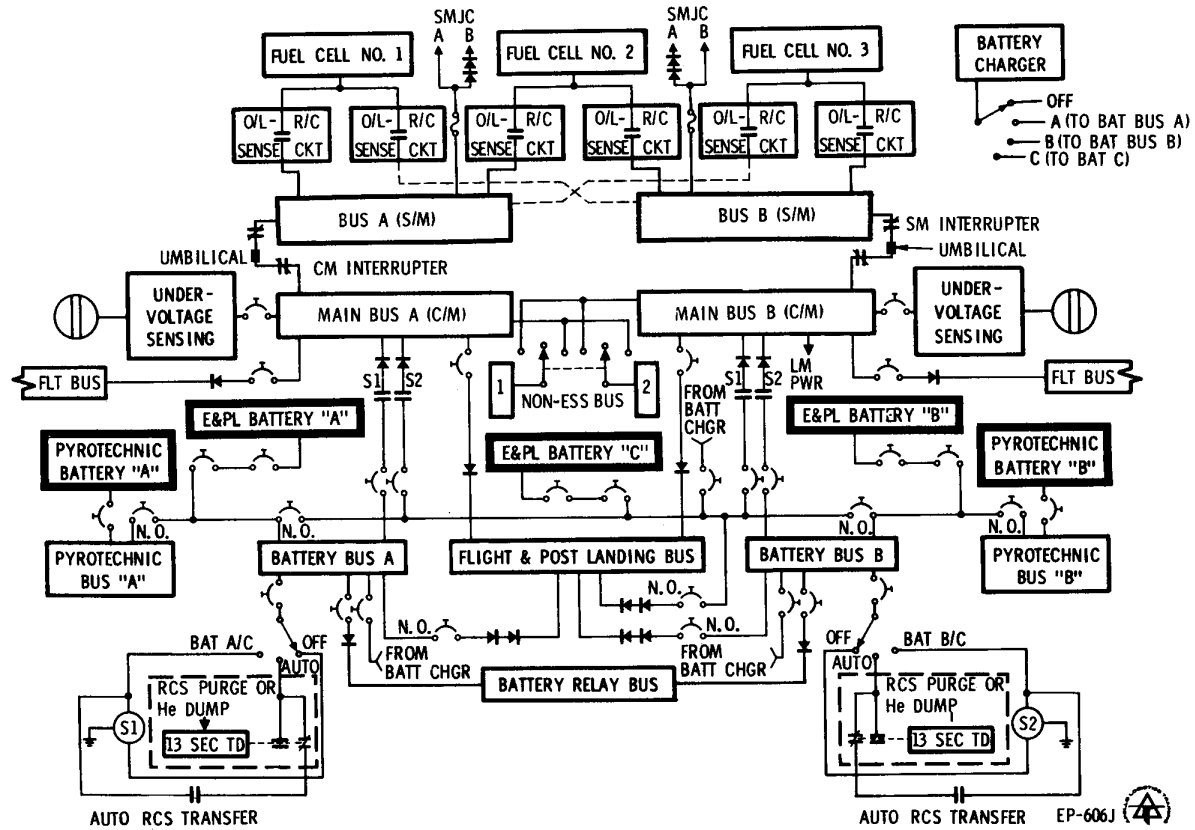 SMJC
A B
SMJC
A B
FUEL CELL NO. 1
FUEL CELL NO. 2
FUEL CELL NO. 3
BATTERY
CHARGER
OFF
A (TO BAT BUS A)
B (TO BAT BUS B)
C (TO BAT C)
O/L- R/C
SENSE CKT
O/L- R/C
SENSE CKT
O/L- R/C
SENSE CKT
O/L- R/C
SENSE CKT
O/L- R/C
SENSE CKT
O/L- R/C
SENSE CKT
BUS A (S/M)
BUS B (S/M)
SM INTERRUPTER
UMBILICAL
UMBILICAL
CM INTERRUPTER
UNDER-
VOLTAGE
SENSING
MAIN BUS A (C/M)
MAIN BUS B (C/M)
UNDER-
VOLTAGE
SENSING
FLT BUS
S1 S2
1
NON-ESS BUS
2
FROM
BATT
CHGR
S1 S2
LM
PWR
FLT BUS
E&PL BATTERY "A"
E&PL BATTERY "C"
E&PL BATTERY "B"
PYROTECHNIC
BATTERY "A"
PYROTECHNIC
BATTERY "B"
N.O.
N.O.
N.O.
N.O.
PYROTECHNIC
BUS "A"
BATTERY BUS A
FLIGHT & POST LANDING BUS
BATTERY BUS B
PYROTECHNIC
BUS "B"
N.O.
N.O.
N.O.
BAT A/C
OFF
AUTO
FROM
BATT CHGR
FROM
BATT CHGR
OFF
AUTO
BAT B/C
BATTERY RELAY BUS
RCS PURGE OR
He DUMP
13 SEC TD
S1
RCS PURGE OR
He DUMP
13 SEC TD
S2
AUTO RCS TRANSFER
AUTO RCS TRANSFER
EP-606J